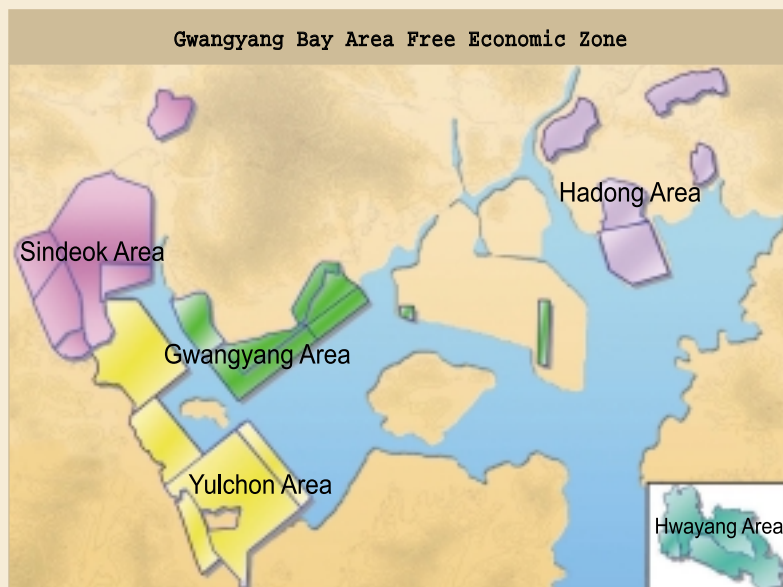 Gwangyang Bay Area Free Economic Zone
Hadong Area
Sindeok Area
Gwangyang Area
Yulchon Area
Hwayang Area